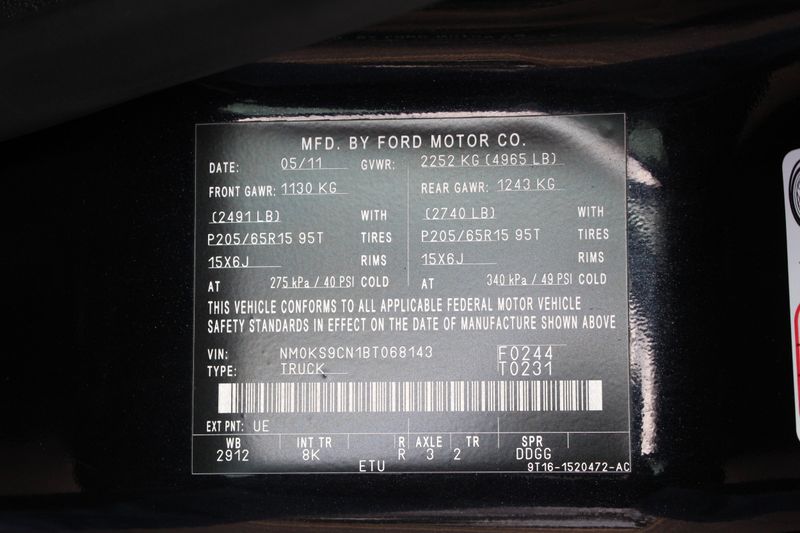 MFD. BY FORD MOTOR CO.
DATE: 05/11 GVWR: 2252 KG (4965 LB)
FRONT GAWR: 1130 KG REAR GAWR: 1243 KG
(2491 LB) WITH (2740 LB) WITH
P205/65R15 95T TIRES P205/65R15 95T TIRES
15X6J RIMS 15X6J RIMS
AT 275 kPa / 40 PSI COLD AT 340 kPa / 49 PSI COLD
THIS VEHICLE CONFORMS TO ALL APPLICABLE FEDERAL MOTOR VEHICLE
SAFETY STANDARDS IN EFFECT ON THE DATE OF MANUFACTURE SHOWN ABOVE
VIN: NM0KS9CN1BT068143 F0244
TYPE: TRUCK T0231
EXT PNT: UE
WB INT TR R AXLE TR SPR
2912 8K R 3 2 DDGG
ETU 9T16-1520472-AC